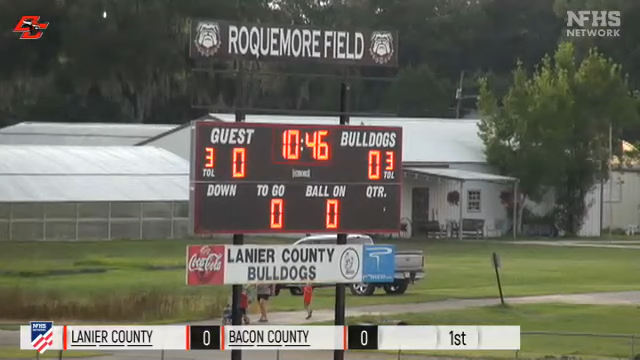 NFHS
NETWORK
ROQUEMORE FIELD
GUEST 10:46 BULLDOGS
3 0 0 3
TOL TOL
DOWN TO GO BALL ON QTR.
0 0
Coca-Cola LANIER COUNTY
BULLDOGS
LANIER COUNTY 0 BACON COUNTY 0 1st